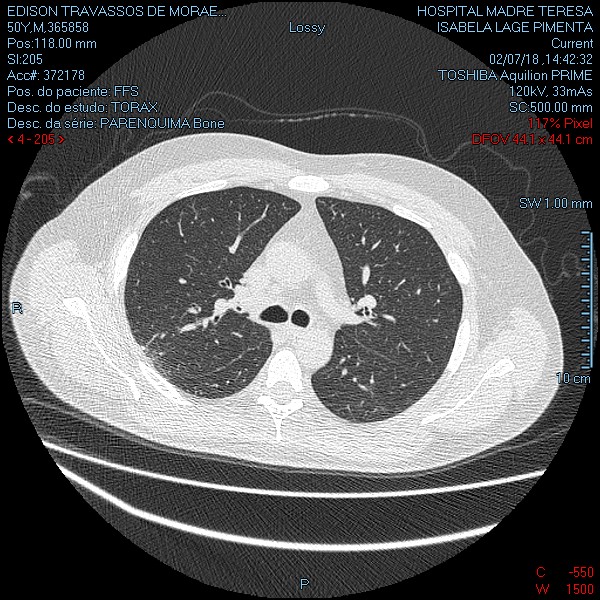 EDISON TRAVASSOS DE MORAE...
50Y,M,365858
Pos:118.00 mm
SI:205
Acc#: 372178
Pos. do paciente: FFS
Desc. do estudo: TORAX
Desc. da série: PARENQUIMA Bone
< 4 - 205 >
Lossy
HOSPITAL MADRE TERESA
ISABELA LAGE PIMENTA
Current
02/07/18 ,14:42:32
TOSHIBA Aquilion PRIME
120kV, 33mAs
SC:500.00 mm
117% Pixel
DFOV 44.1 x 44.1 cm
SW 1.00 mm
R
10 cm
P
C -550
W 1500